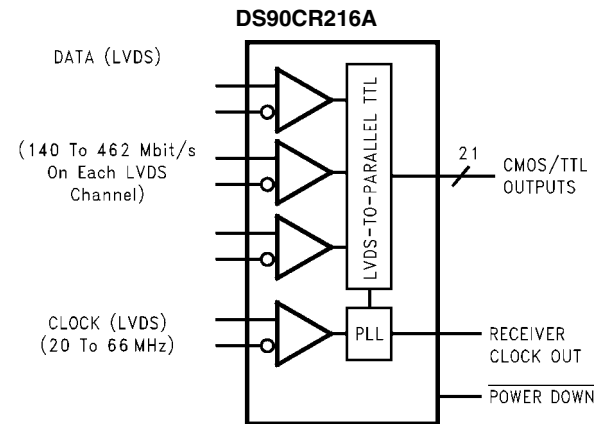 DS90CR216A
DATA (LVDS)
(140 To 462 Mbit/s
On Each LVDS
Channel)
LVDS-TO-PARALLEL TTL
21
CMOS/TTL
OUTPUTS
CLOCK (LVDS)
(20 To 66 MHz)
PLL
RECEIVER
CLOCK OUT
POWER DOWN